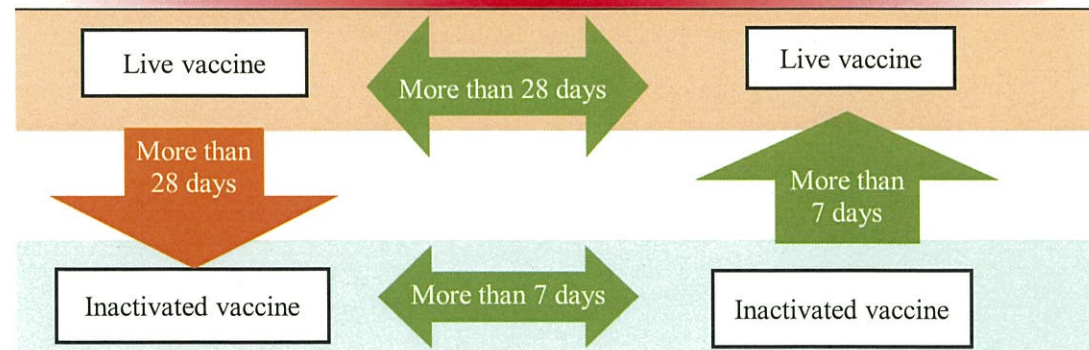 Live vaccine
More than 28 days
Live vaccine
More than
28 days
More than
7 days
Inactivated vaccine
More than 7 days
Inactivated vaccine